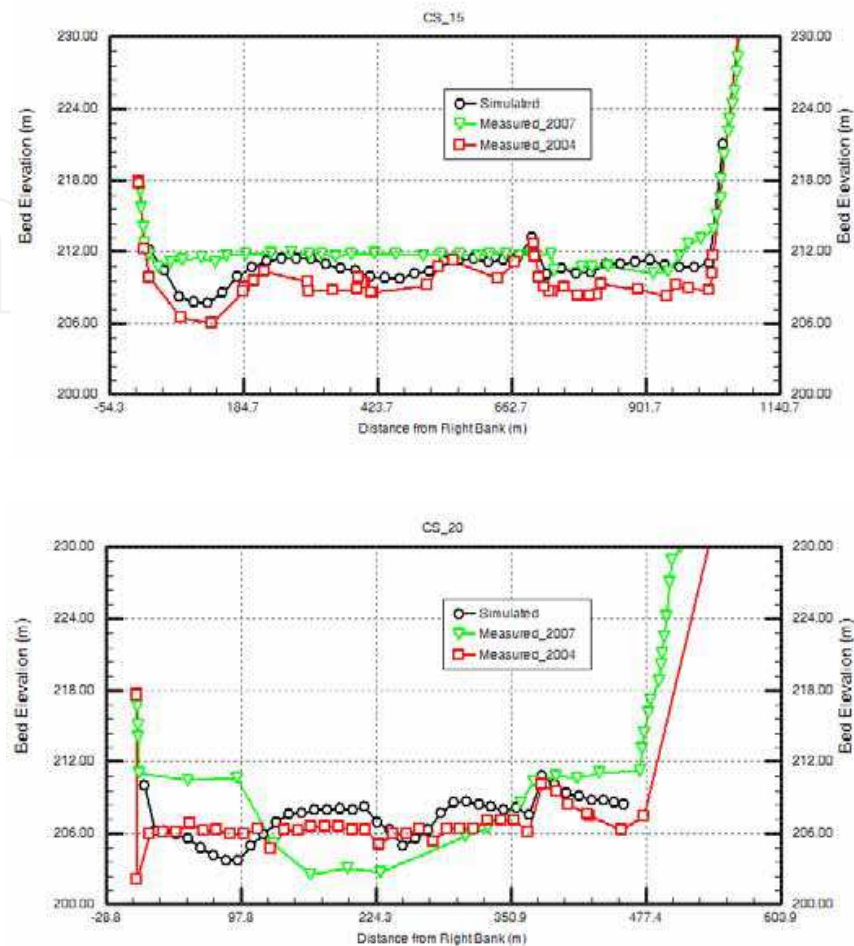 CS_15
230.00
230.00
224.00
224.00
218.00
218.00
212.00
212.00
206.00
206.00
200.00
200.00
Bed Elevation (m)
Bed Elevation (m)
Simulated
Measured_2007
Measured_2004
-54.3
184.7
423.7
662.7
901.7
1140.7
Distance from Right Bank (m)
CS_20
230.00
230.00
224.00
224.00
218.00
218.00
212.00
212.00
206.00
206.00
200.00
200.00
Bed Elevation (m)
Bed Elevation (m)
Simulated
Measured_2007
Measured_2004
-28.8
97.8
224.3
350.9
477.4
603.9
Distance from Right Bank (m)